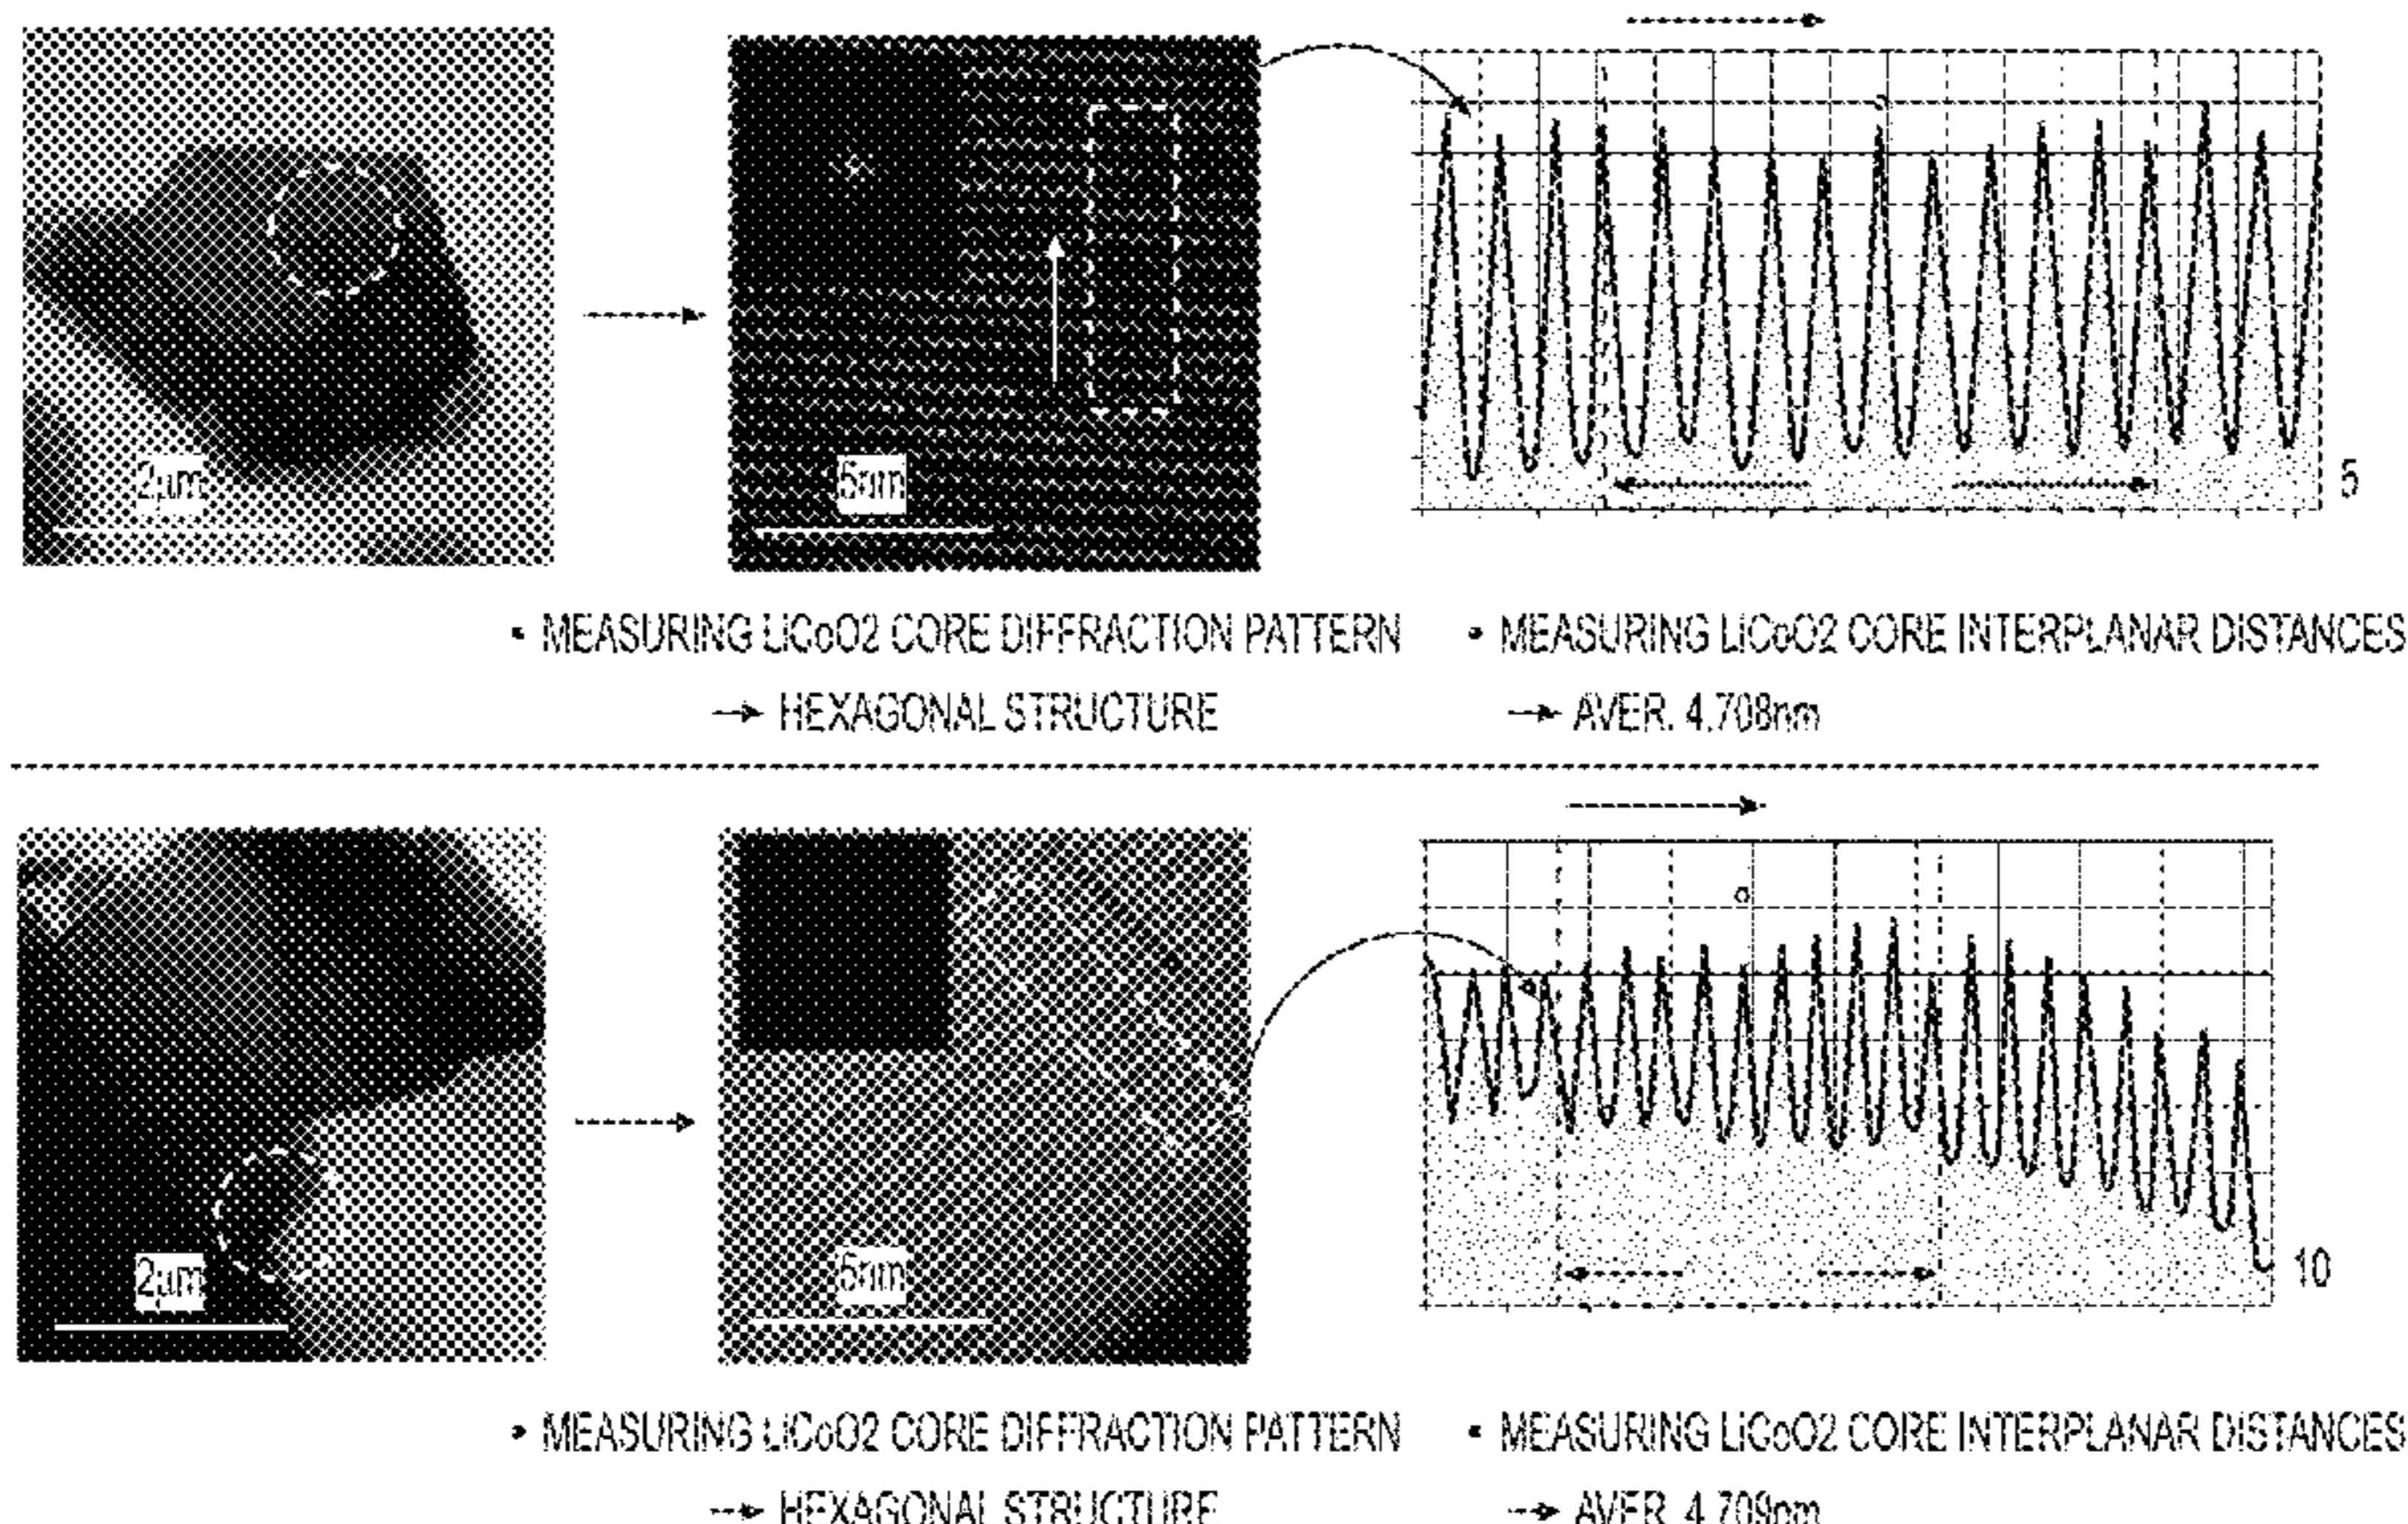 2μm
5nm
5
• MEASURING LiCoO2 CORE DIFFRACTION PATTERN
→ HEXAGONAL STRUCTURE
• MEASURING LiCoO2 CORE INTERPLANAR DISTANCES
→ AVER. 4.708nm
2μm
5nm
10
• MEASURING LiCoO2 CORE DIFFRACTION PATTERN
→ HEXAGONAL STRUCTURE
• MEASURING LiCoO2 CORE INTERPLANAR DISTANCES
→ AVER. 4.709nm